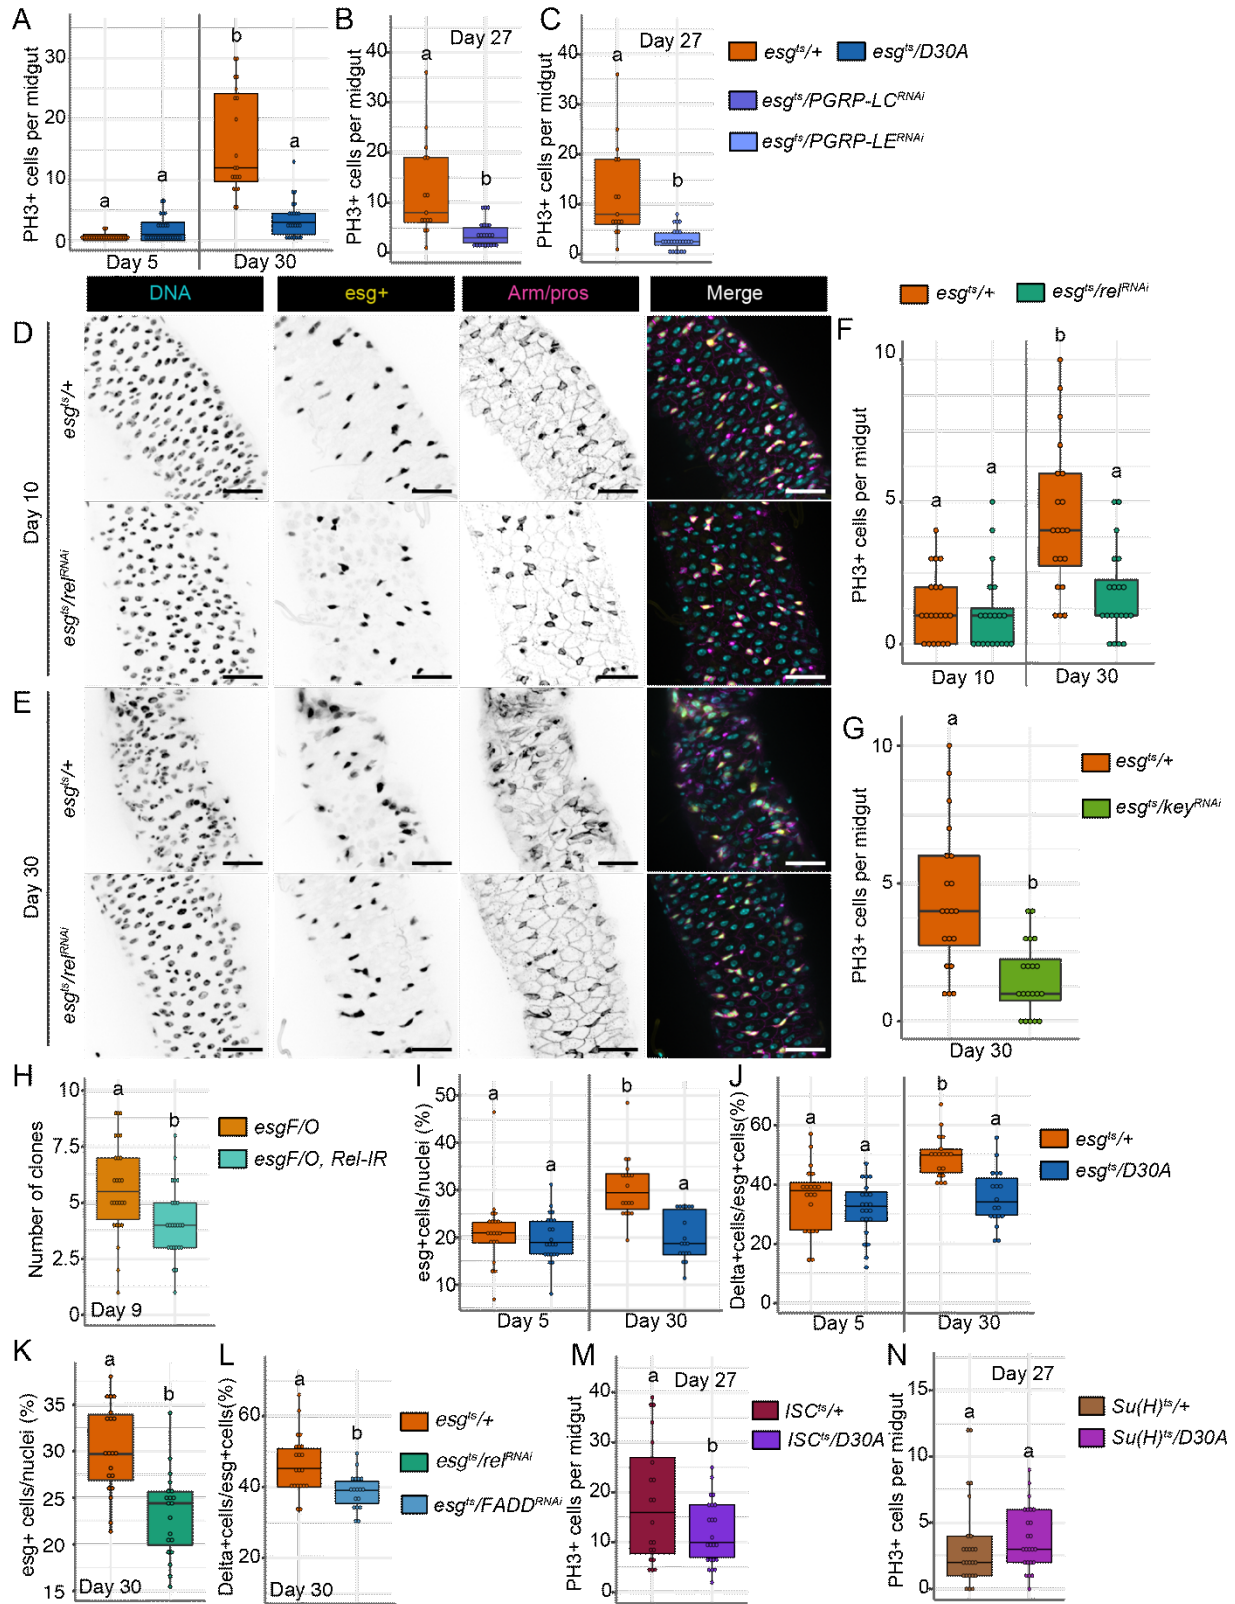 A
PH3+ cells per midgut
30
20
10
0
a
a
b
a
Day 5
Day 30
B
PH3+ cells per midgut
40
30
20
10
0
Day 27
a
b
C
PH3+ cells per midgut
40
30
20
10
0
Day 27
a
b
esgts/+
esgts/D30A
esgts/PGRP-LCRNAi
esgts/PGRP-LERNAi
DNA
esg+
Arm/pros
Merge
D
Day 10
esgts/+
esgts/relRNAi
E
Day 30
esgts/+
esgts/relRNAi
esgts/+
esgts/relRNAi
F
PH3+ cells per midgut
10
5
0
a
a
b
a
Day 10
Day 30
G
PH3+ cells per midgut
10
5
0
a
b
Day 30
esgts/+
esgts/keyRNAi
H
Number of clones
10
7.5
5
2.5
0
a
b
Day 9
esgF/O
esgF/O, Rel-IR
I
esg+cells/nuclei (%)
50
40
30
20
10
a
a
b
a
Day 5
Day 30
J
Delta+cells/esg+cells(%)
60
40
20
0
a
a
b
a
Day 5
Day 30
esgts/+
esgts/D30A
K
esg+ cells/nuclei (%)
35
30
25
20
15
a
b
Day 30
L
Delta+cells/esg+cells(%)
60
40
20
a
b
Day 30
esgts/+
esgts/relRNAi
esgts/FADDRNAi
M
PH3+ cells per midgut
40
30
20
10
0
a
Day 27
b
ISCts/+
ISCts/D30A
N
PH3+ cells per midgut
15
10
5
0
Day 27
a
a
Su(H)ts/+
Su(H)ts/D30A